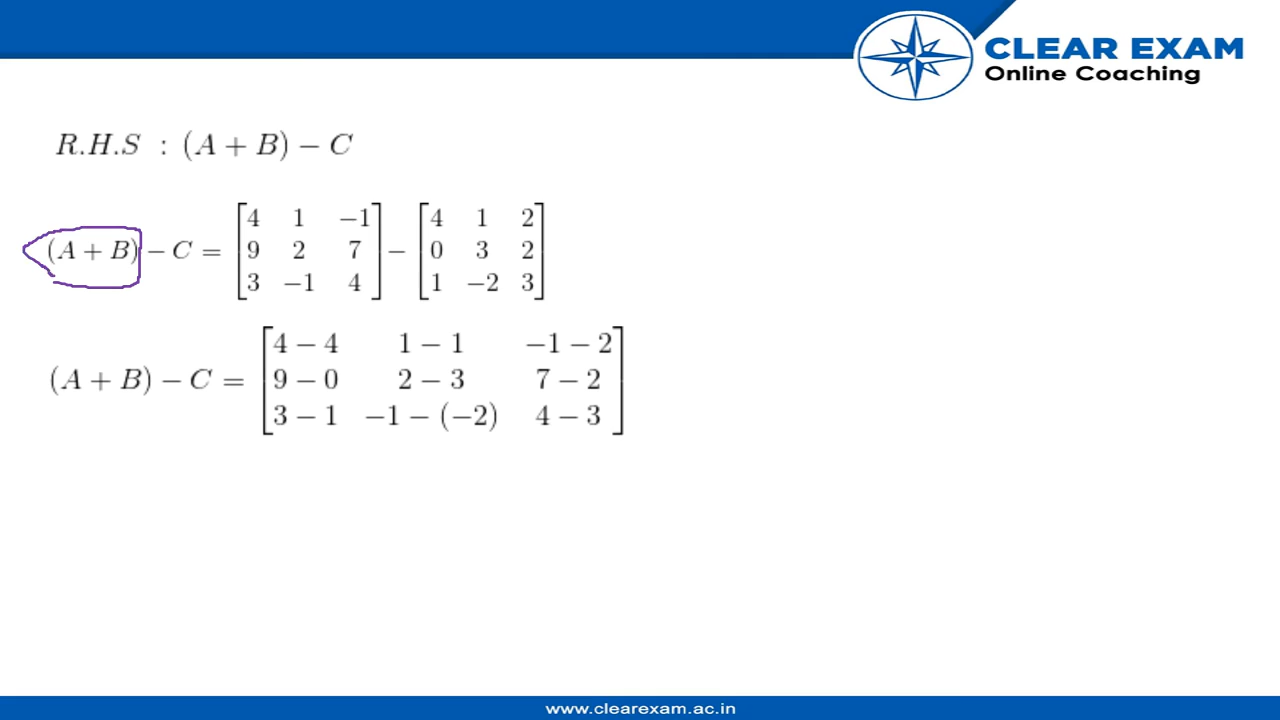 CLEAR EXAM
Online Coaching
R.H.S : (A + B) − C
(A + B) − C = [4 1 −1; 9 2 7; 3 −1 4] − [4 1 2; 0 3 2; 1 −2 3]
(A + B) − C = [4 − 4 1 − 1 −1 − 2; 9 − 0 2 − 3 7 − 2; 3 − 1 −1 − (−2) 4 − 3]
www.clearexam.ac.in